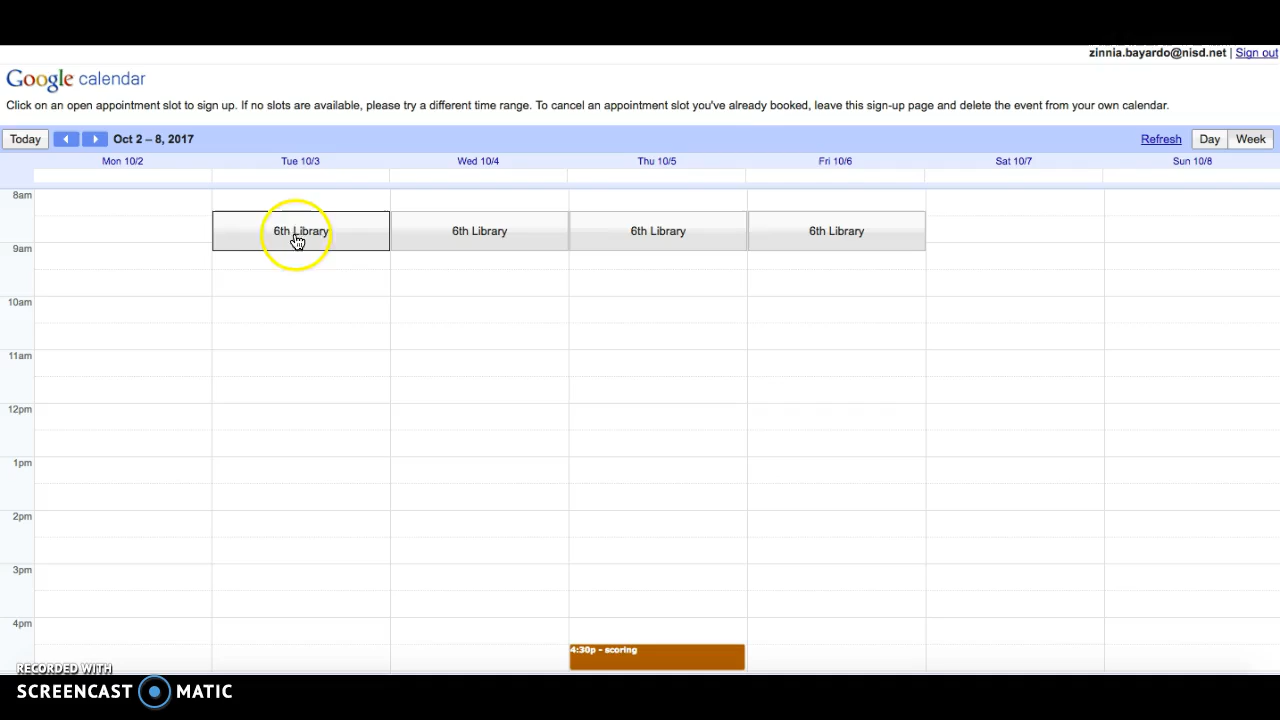 zinnia.bayardo@nisd.net | Sign out
Google calendar
Click on an open appointment slot to sign up. If no slots are available, please try a different time range. To cancel an appointment slot you've already booked, leave this sign-up page and delete the event from your own calendar.
Today Oct 2 – 8, 2017 Refresh Day Week
Mon 10/2 Tue 10/3 Wed 10/4 Thu 10/5 Fri 10/6 Sat 10/7 Sun 10/8
8am
6th Library 6th Library 6th Library 6th Library
9am
10am
11am
12pm
1pm
2pm
3pm
4pm
4:30p - scoring
RECORDED WITH
SCREENCAST MATIC